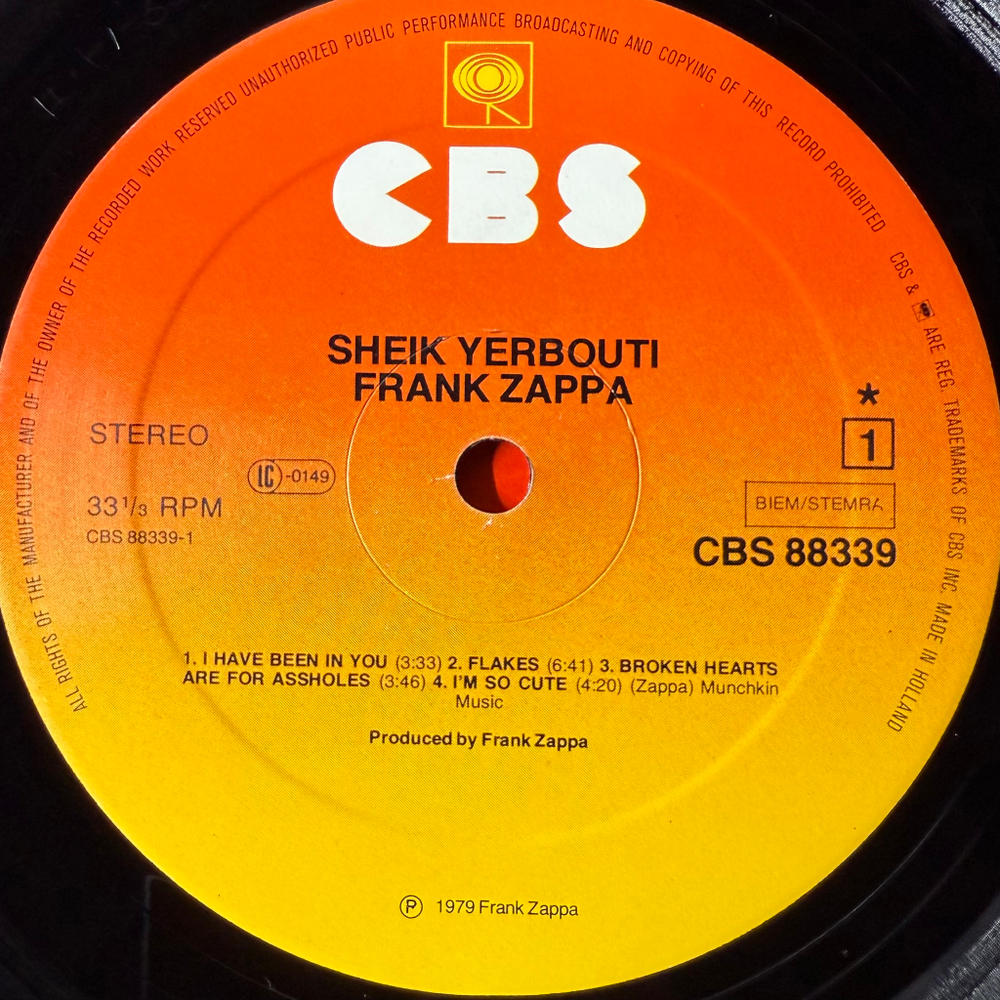 ALL RIGHTS OF THE MANUFACTURER AND OF THE OWNER OF THE RECORDED WORK RESERVED UNAUTHORIZED PUBLIC PERFORMANCE BROADCASTING AND COPYING OF THIS RECORD PROHIBITED CBS & ARE REG. TRADEMARKS OF CBS INC. MADE IN HOLLAND
CBS
SHEIK YERBOUTI
FRANK ZAPPA
*
STEREO
1
LC-0149
33 1/3 RPM
BIEM/STEMRA
CBS 88339-1
CBS 88339
1. I HAVE BEEN IN YOU (3:33) 2. FLAKES (6:41) 3. BROKEN HEARTS
ARE FOR ASSHOLES (3:46) 4. I'M SO CUTE (4:20) (Zappa) Munchkin
Music
Produced by Frank Zappa
Ⓟ 1979 Frank Zappa